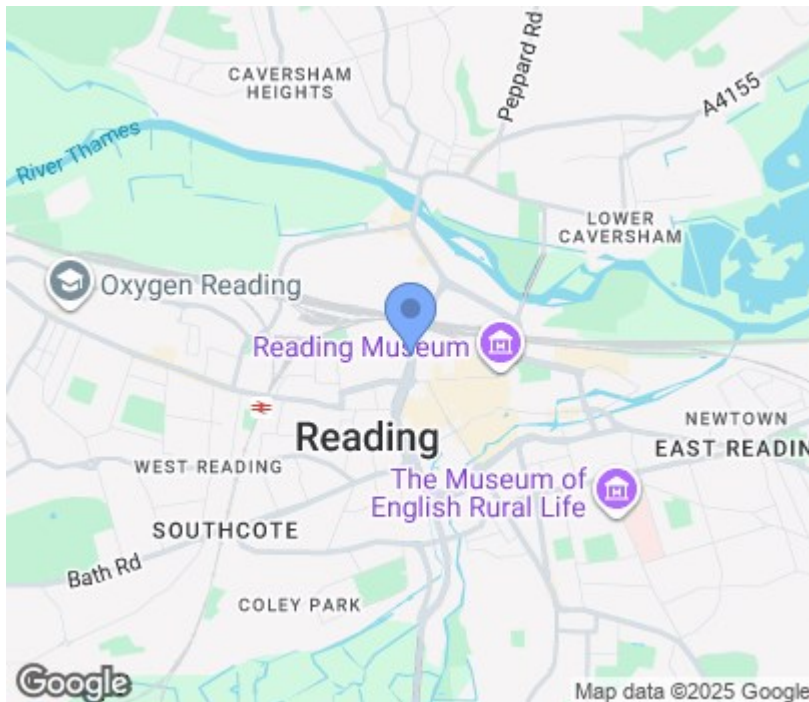 CAVERSHAM
HEIGHTS
Peppard Rd
A4155
River Thames
LOWER
CAVERSHAM
Oxygen Reading
Reading Museum
Reading
NEWTOWN
EAST READIN
WEST READING
The Museum of
English Rural Life
SOUTHCOTE
Bath Rd
COLEY PARK
Google
Map data ©2025 Google